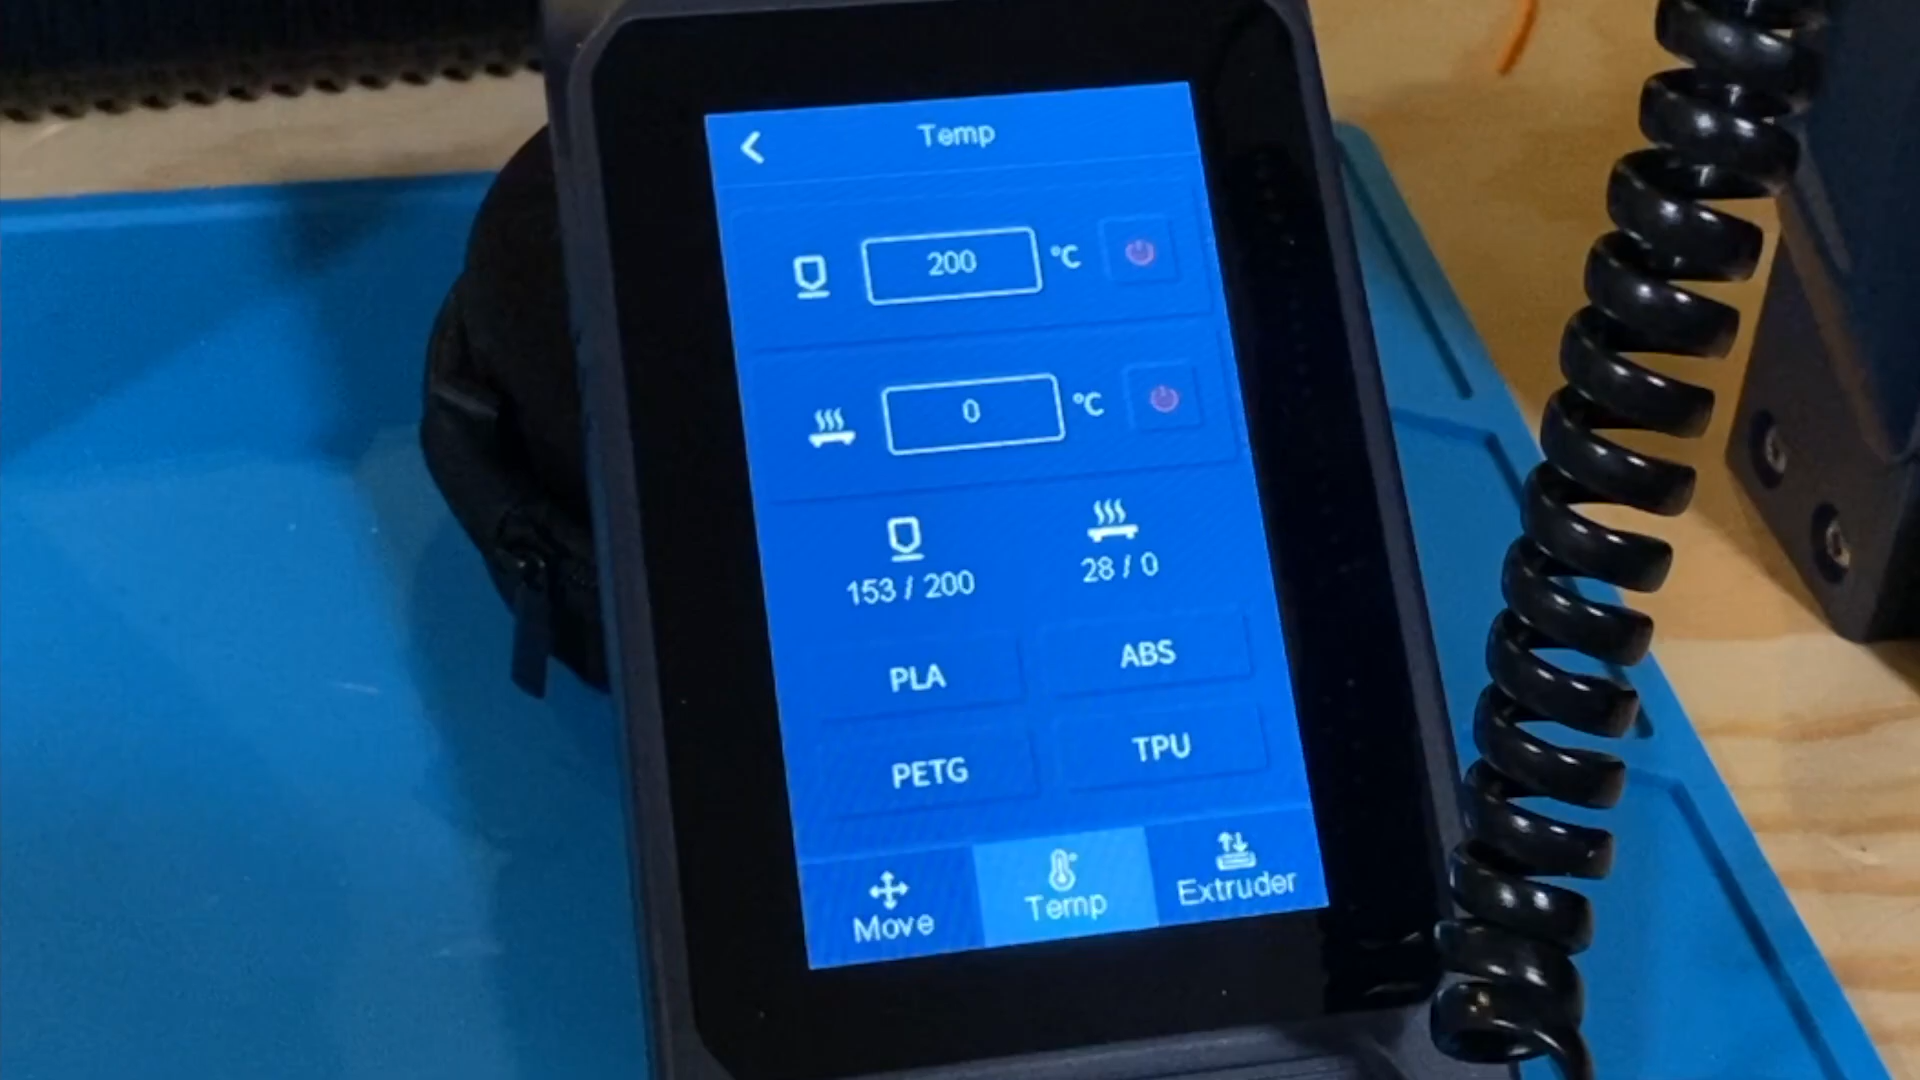 Temp
200 °C
0 °C
153 / 200 28 / 0
PLA ABS
PETG TPU
Move Temp Extruder